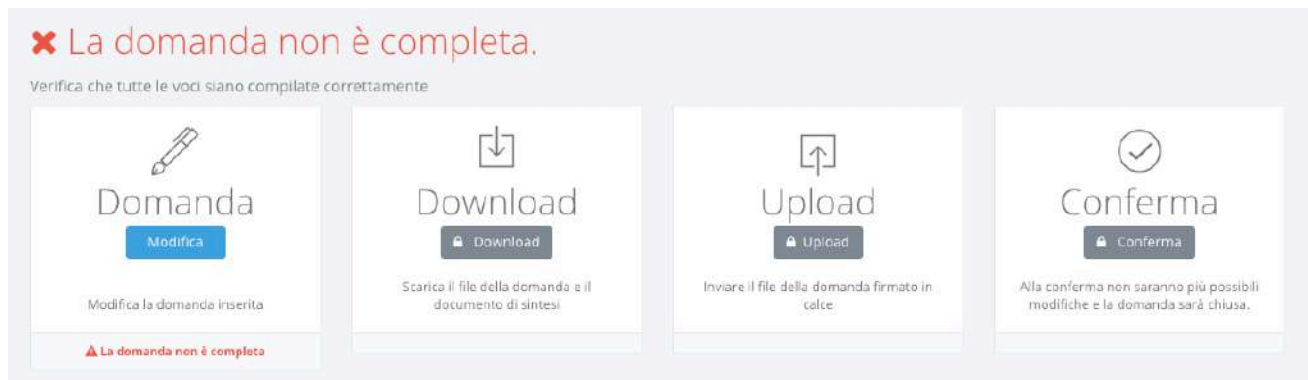 La domanda non è completa.
Verifica che tutte le voci siano compilate correttamente
Domanda
Modifica
Modifica la domanda inserita
La domanda non è completa
Download
Download
Scarica il file della domanda e il
documento di sintesi
Upload
Upload
Inviare il file della domanda firmato in
calce
Conferma
Conferma
Alla conferma non saranno più possibili
modifiche e la domanda sarà chiusa.